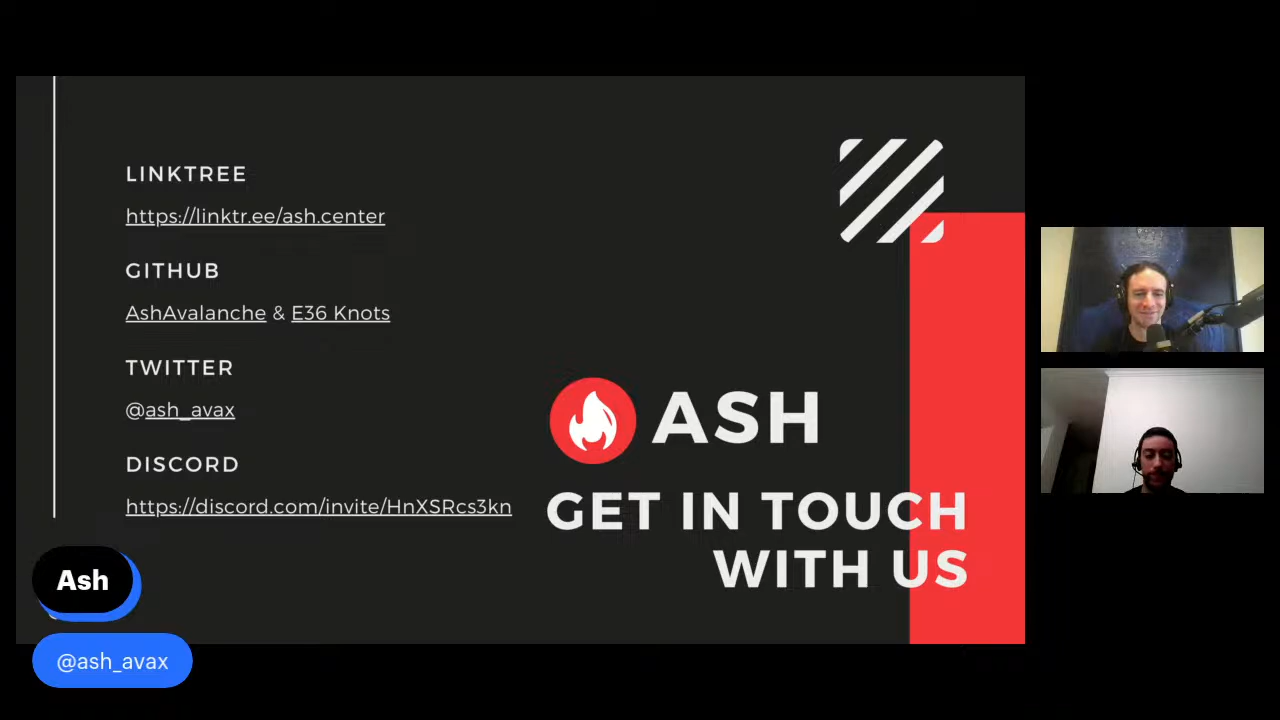 LINKTREE
https://linktr.ee/ash.center
GITHUB
AshAvalanche & E36 Knots
TWITTER
@ash_avax
DISCORD
https://discord.com/invite/HnXSRcs3kn
ASH
GET IN TOUCH
WITH US
Ash
@ash_avax